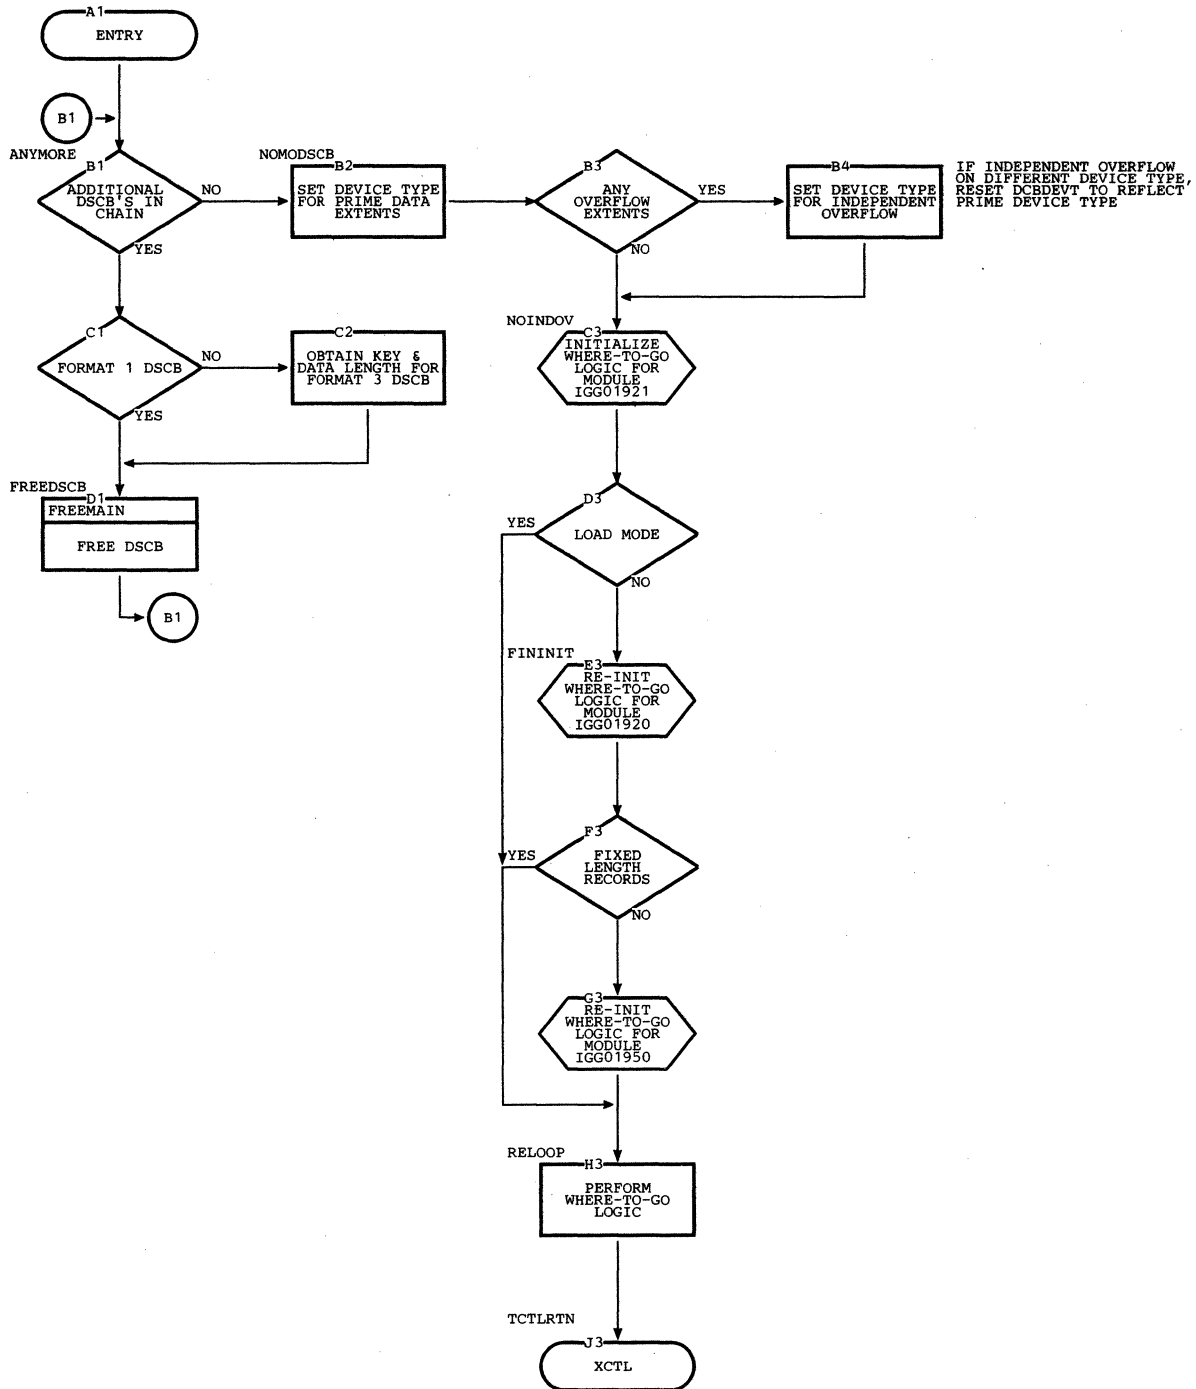 A1
ENTRY
B1
ANYMORE
B1
ADDITIONAL
DSCB'S IN
CHAIN
NO
YES
NOMODSCB
B2
SET DEVICE TYPE
FOR PRIME DATA
EXTENTS
B3
ANY
OVERFLOW
EXTENTS
YES
NO
B4
SET DEVICE TYPE
FOR INDEPENDENT
OVERFLOW
IF INDEPENDENT OVERFLOW
ON DIFFERENT DEVICE TYPE,
RESET DCBDEVT TO REFLECT
PRIME DEVICE TYPE
C1
FORMAT 1 DSCB
NO
YES
C2
OBTAIN KEY &
DATA LENGTH FOR
FORMAT 3 DSCB
NOINDOV
C3
INITIALIZE
WHERE-TO-GO
LOGIC FOR
MODULE
IGG01921
FREEDSCB
D1
FREEMAIN
FREE DSCB
B1
D3
YES
LOAD MODE
NO
FININIT
E3
RE-INIT
WHERE-TO-GO
LOGIC FOR
MODULE
IGG01920
F3
YES
FIXED
LENGTH
RECORDS
NO
G3
RE-INIT
WHERE-TO-GO
LOGIC FOR
MODULE
IGG01950
RELOOP
H3
PERFORM
WHERE-TO-GO
LOGIC
TCTLRTN
J3
XCTL